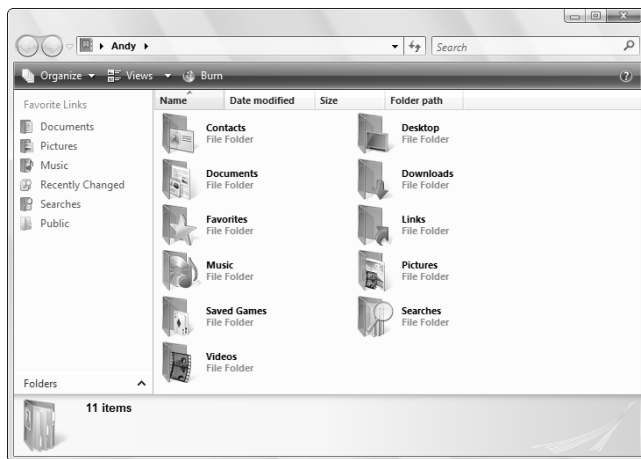 Andy
Search
Organize Views Burn
Favorite Links
Documents
Pictures
Music
Recently Changed
Searches
Public
Folders
Name Date modified Size Folder path
Contacts
File Folder
Desktop
File Folder
Documents
File Folder
Downloads
File Folder
Favorites
File Folder
Links
File Folder
Music
File Folder
Pictures
File Folder
Saved Games
File Folder
Searches
File Folder
Videos
File Folder
11 items